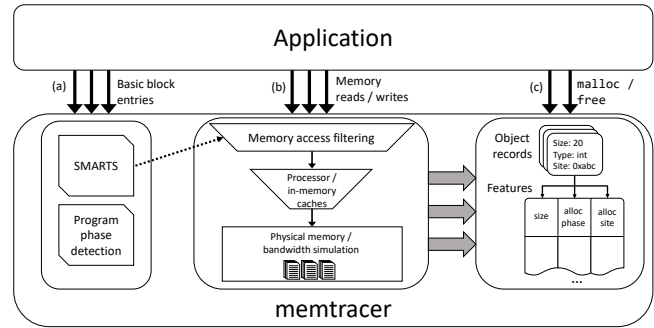 Application
(a)
Basic block
entries
(b)
Memory
reads / writes
(c)
malloc /
free
SMARTS
Program
phase
detection
Memory access filtering
Processor /
in-memory
caches
Physical memory /
bandwidth simulation
Object
records
Size: 20
Type: int
Site: 0xabc
Features
size
alloc
phase
alloc
site
...
memtracer